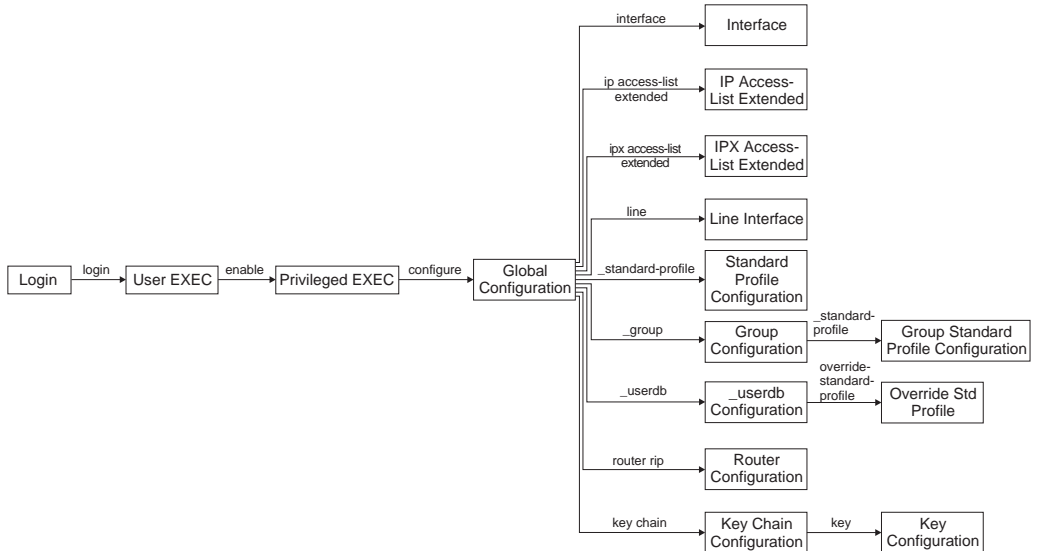 interface
Interface
ip access-list
extended
IP Access-
List Extended
ipx access-list
extended
IPX Access-
List Extended
line
Line Interface
Login
login
User EXEC
enable
Privileged EXEC
configure
Global
Configuration
_standard-profile
Standard
Profile
Configuration
_group
Group
Configuration
_standard-
profile
Group Standard
Profile Configuration
_userdb
_userdb
Configuration
override-
standard-
profile
Override Std
Profile
router rip
Router
Configuration
key chain
Key Chain
Configuration
key
Key
Configuration